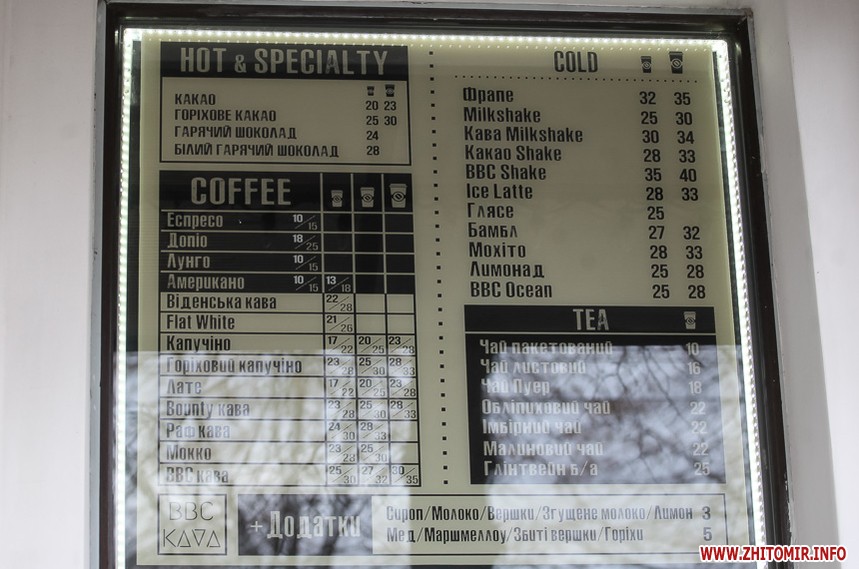 HOT & SPECIALTY
КАКАО 20 23
ГОРІХОВЕ КАКАО 25 30
ГАРЯЧИЙ ШОКОЛАД 24
БІЛИЙ ГАРЯЧИЙ ШОКОЛАД 28
COFFEE
Еспресо 10/15
Допіо 18/25
Лунго 10/15
Американо 10/15 13/18
Віденська кава 22/28
Flat White 21/26
Капучіно 17/22 20/25 23/28
Горіховий капучіно 23/28 25/30 28/33
Лате 17/22 20/25 23/28
Bounty кава 23/28 25/30 28/33
Раф кава 24/30 28/33
Мокко 23/28 25/30
BBC кава 25/30 27/32 30/35
COLD
Фрапе 32 35
Milkshake 25 30
Кава Milkshake 30 34
Какао Shake 28 33
BBC Shake 35 40
Ice Latte 28 33
Глясе 25
Бамбл 27 32
Мохіто 28 33
Лимонад 25 28
BBC Ocean 25 28
TEA
Чай пакетований 10
Чай листовий 16
Чай Пуер 18
Обліпиховий чай 22
Імбірний чай 22
Малиновий чай 22
Глінтвейн б/а 25
BBC
КАVА
+ Додатки
Сироп/Молоко/Вершки/Згущене молоко/Лимон 3
Мед/Маршмеллоу/Збиті вершки/Горіхи 5
WWW.ZHITOMIR.INFO